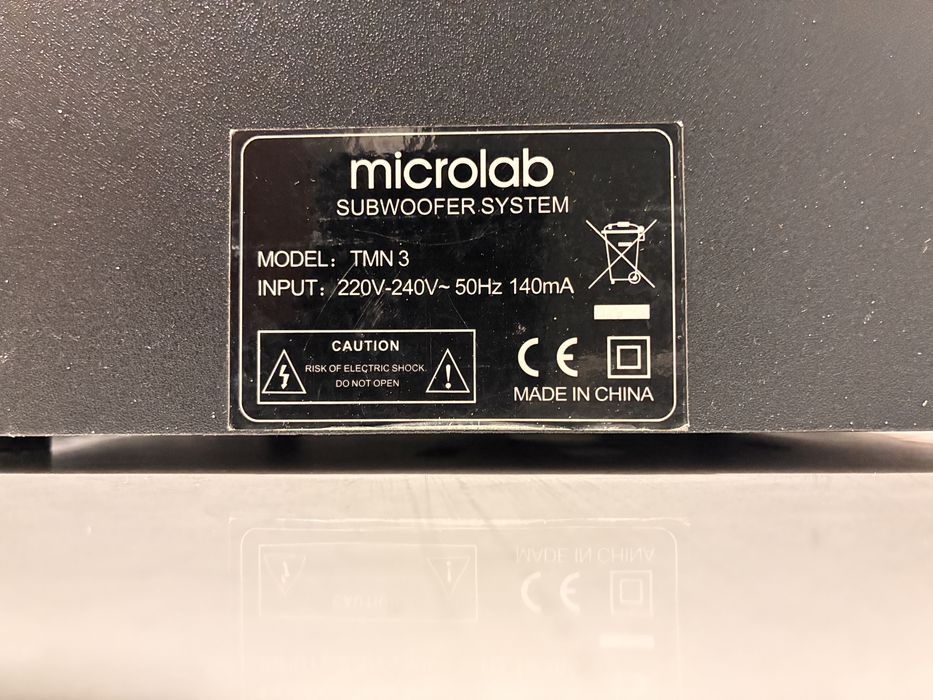 microlab
SUBWOOFER SYSTEM
MODEL: TMN 3
INPUT: 220V-240V~ 50Hz 140mA
CAUTION
RISK OF ELECTRIC SHOCK
DO NOT OPEN
CE
MADE IN CHINA